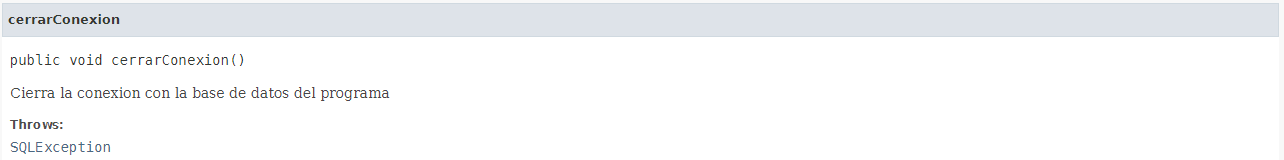 cerrarConexion
public void cerrarConexion()
Cierra la conexion con la base de datos del programa
Throws:
SQLException